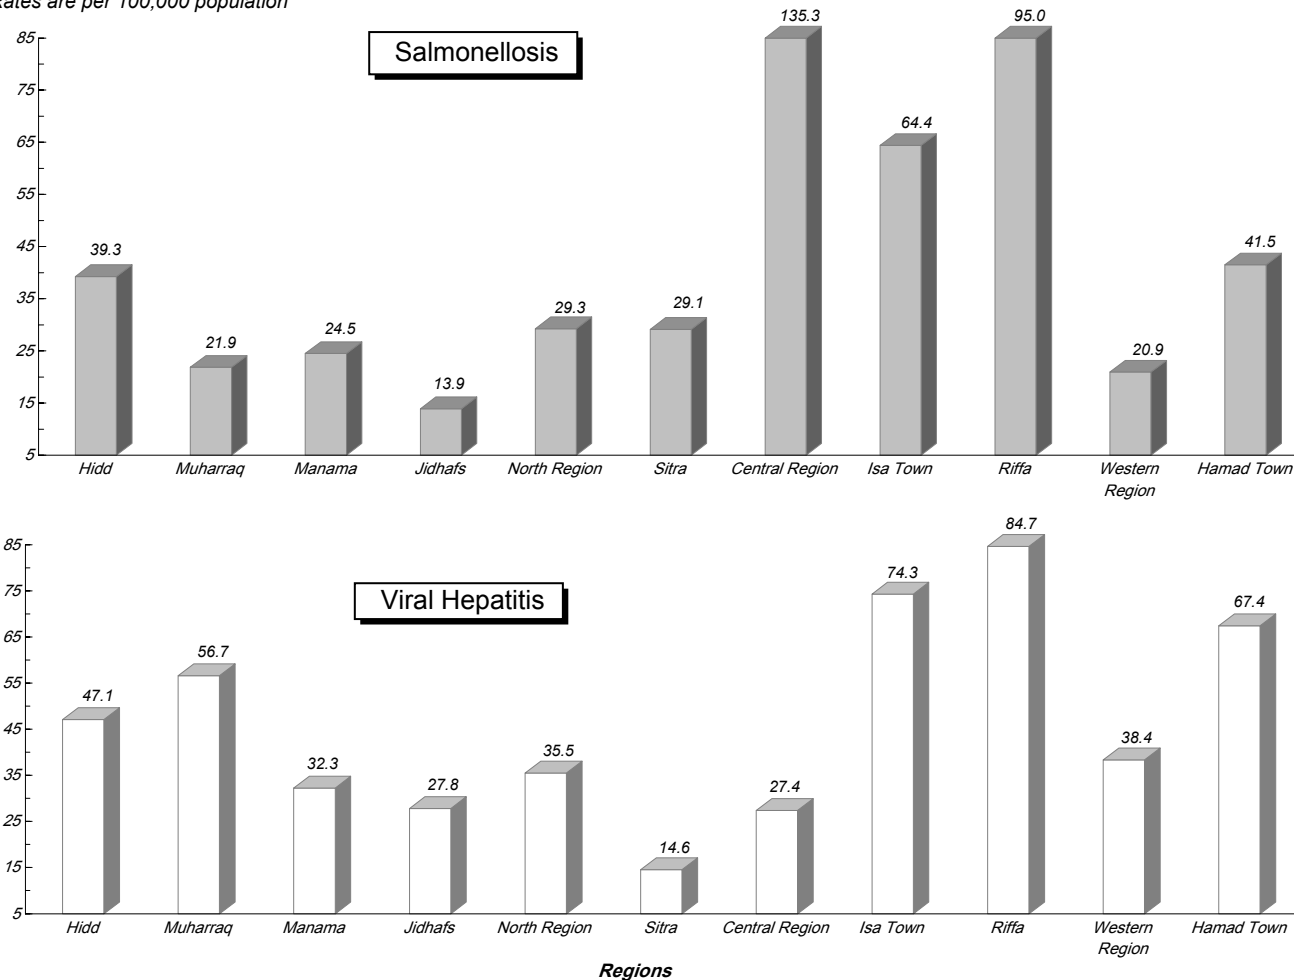 Rates are per 100,000 population
Salmonellosis
135.3 95.0
85
75
65
55
45
35
25
15
5
39.3 21.9 24.5 13.9 29.3 29.1 64.4 20.9 41.5
Hidd Muharraq Manama Jidhafs North Region Sitra Central Region Isa Town Riffa Western Hamad Town
Region
Viral Hepatitis
85
75
65
55
45
35
25
15
5
47.1 56.7 32.3 27.8 35.5 14.6 27.4 74.3 84.7 38.4 67.4
Hidd Muharraq Manama Jidhafs North Region Sitra Central Region Isa Town Riffa Western Hamad Town
Region
Regions